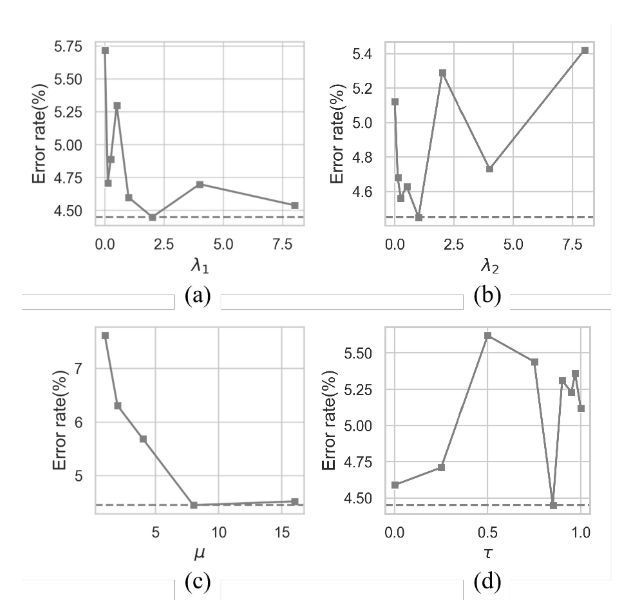 Error rate(%)
5.75
5.50
5.25
5.00
4.75
4.50
0.0 2.5 5.0 7.5
λ1
(a)
Error rate(%)
5.4
5.2
5.0
4.8
4.6
0.0 2.5 5.0 7.5
λ2
(b)
Error rate(%)
7
6
5
5 10 15
μ
(c)
Error rate(%)
5.50
5.25
5.00
4.75
4.50
0.0 0.5 1.0
τ
(d)